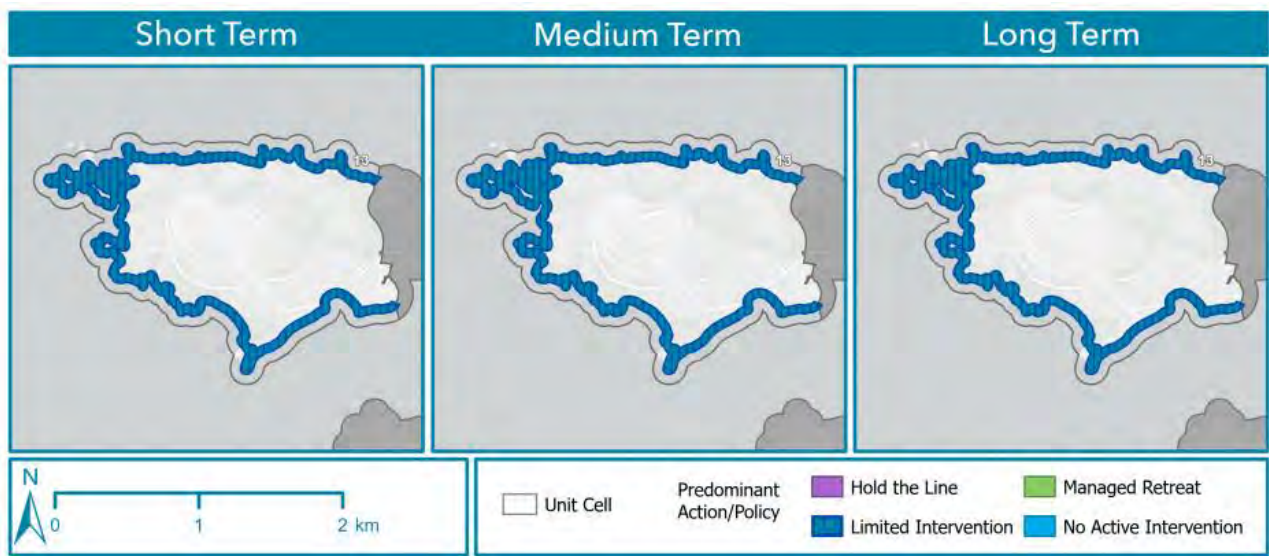 Short Term
Medium Term
Long Term
13
13
13
N
0 1 2 km
Unit Cell
Predominant
Action/Policy
Hold the Line
Managed Retreat
Limited Intervention
No Active Intervention